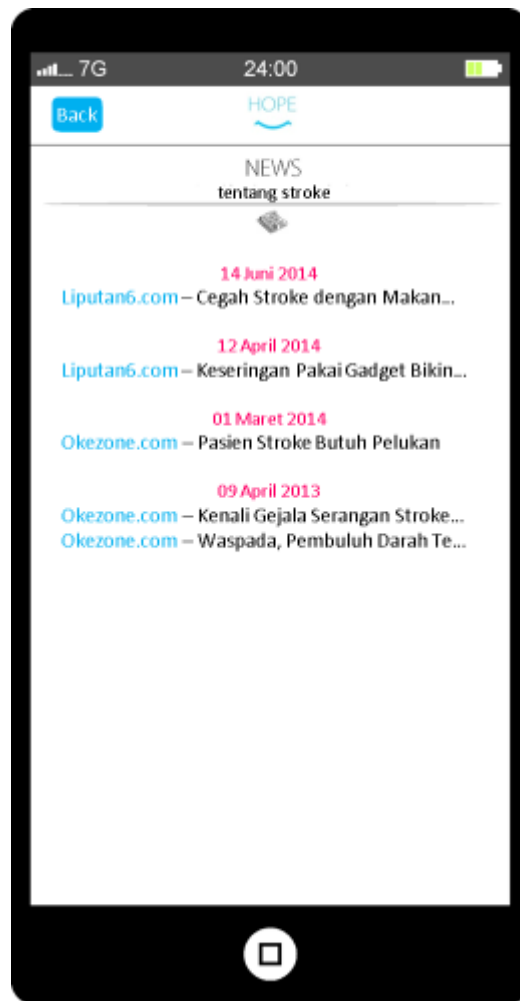 7G
24:00
Back
HOPE
NEWS
tentang stroke
14 Juni 2014
Liputan6.com – Cegah Stroke dengan Makan...
12 April 2014
Liputan6.com – Keseringan Pakai Gadget Bikin...
01 Maret 2014
Okezone.com – Pasien Stroke Butuh Pelukan
09 April 2013
Okezone.com – Kenali Gejala Serangan Stroke...
Okezone.com – Waspada, Pembuluh Darah Te...